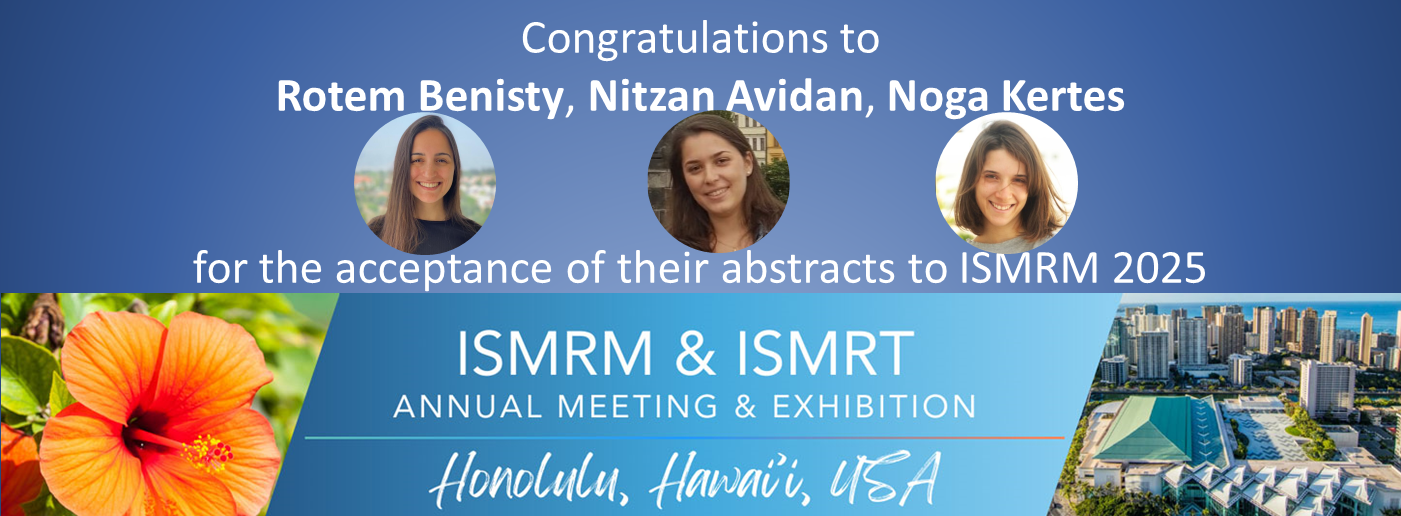 Congratulations to
Rotem Benisty, Nitzan Avidan, Noga Kertes
for the acceptance of their abstracts to ISMRM 2025
ISMRM & ISMRT
ANNUAL MEETING & EXHIBITION
Honolulu, Hawai'i, USA